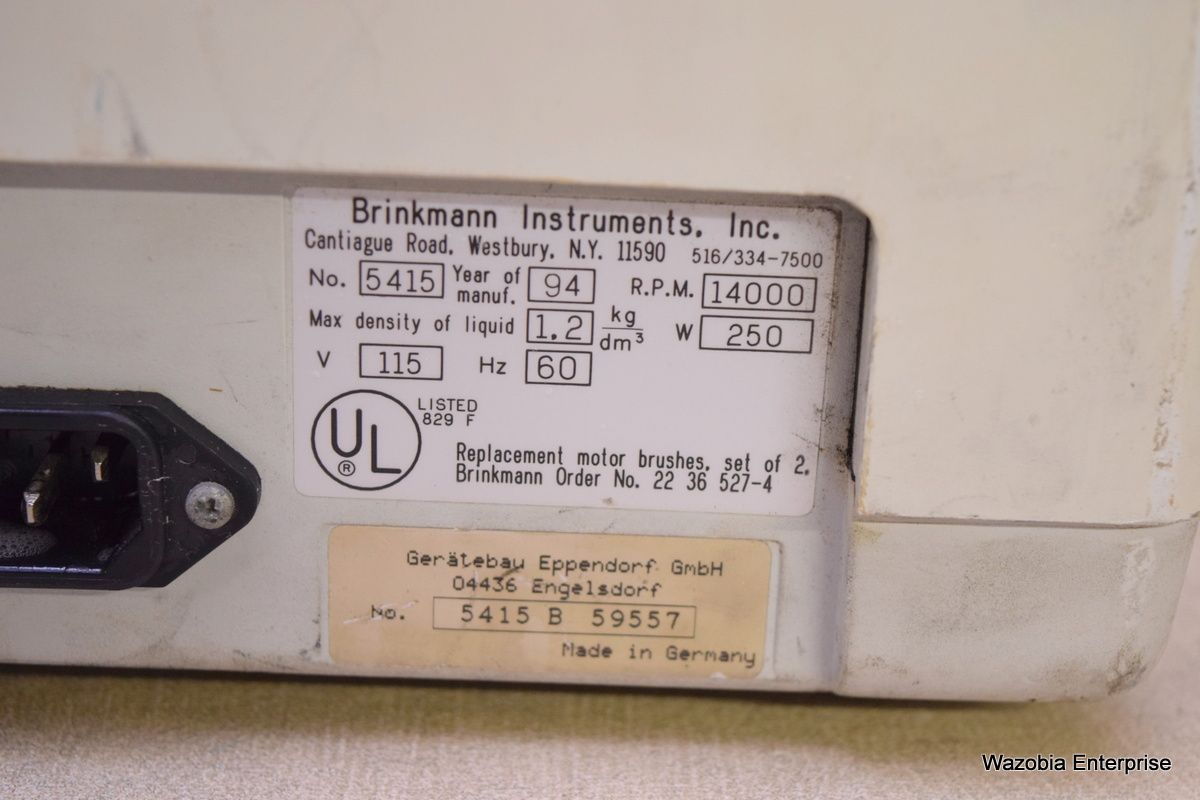 Brinkmann Instruments, Inc.
Cantiague Road, Westbury, N.Y. 11590 516/334-7500
No. 5415 Year of manuf. 94 R.P.M. 14000
Max density of liquid 1.2 kg/dm³ W 250
V 115 Hz 60
UL ® LISTED
829 F
Replacement motor brushes, set of 2,
Brinkmann Order No. 22 36 527-4
Gerätebau Eppendorf GmbH
04436 Engelsdorf
No. 5415 B 59557
Made in Germany
Wazobia Enterprise